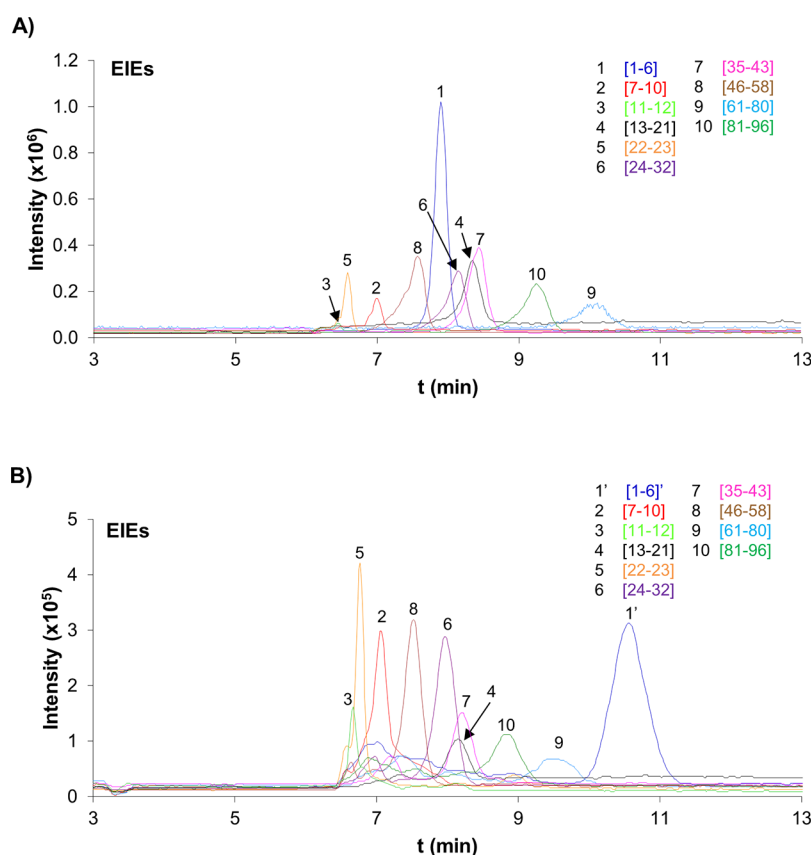 A)
EIEs
1 [1-6] 7 [35-43]
2 [7-10] 8 [46-58]
3 [11-12] 9 [61-80]
4 [13-21] 10 [81-96]
5 [22-23]
6 [24-32]
Intensity (x10⁶)
1.2
1.0
0.8
0.6
0.4
0.2
0.0
3 5 2 8 6 1 4 7 10 9
3 5 7 9 11 13
t (min)
B)
EIEs
1’ [1-6]’ 7 [35-43]
2 [7-10] 8 [46-58]
3 [11-12] 9 [61-80]
4 [13-21] 10 [81-96]
5 [22-23]
6 [24-32]
Intensity (x10⁵)
5
4
3
2
1
0
3 5 2 8 6 7 4 10 9 1’
3 5 7 9 11 13
t (min)